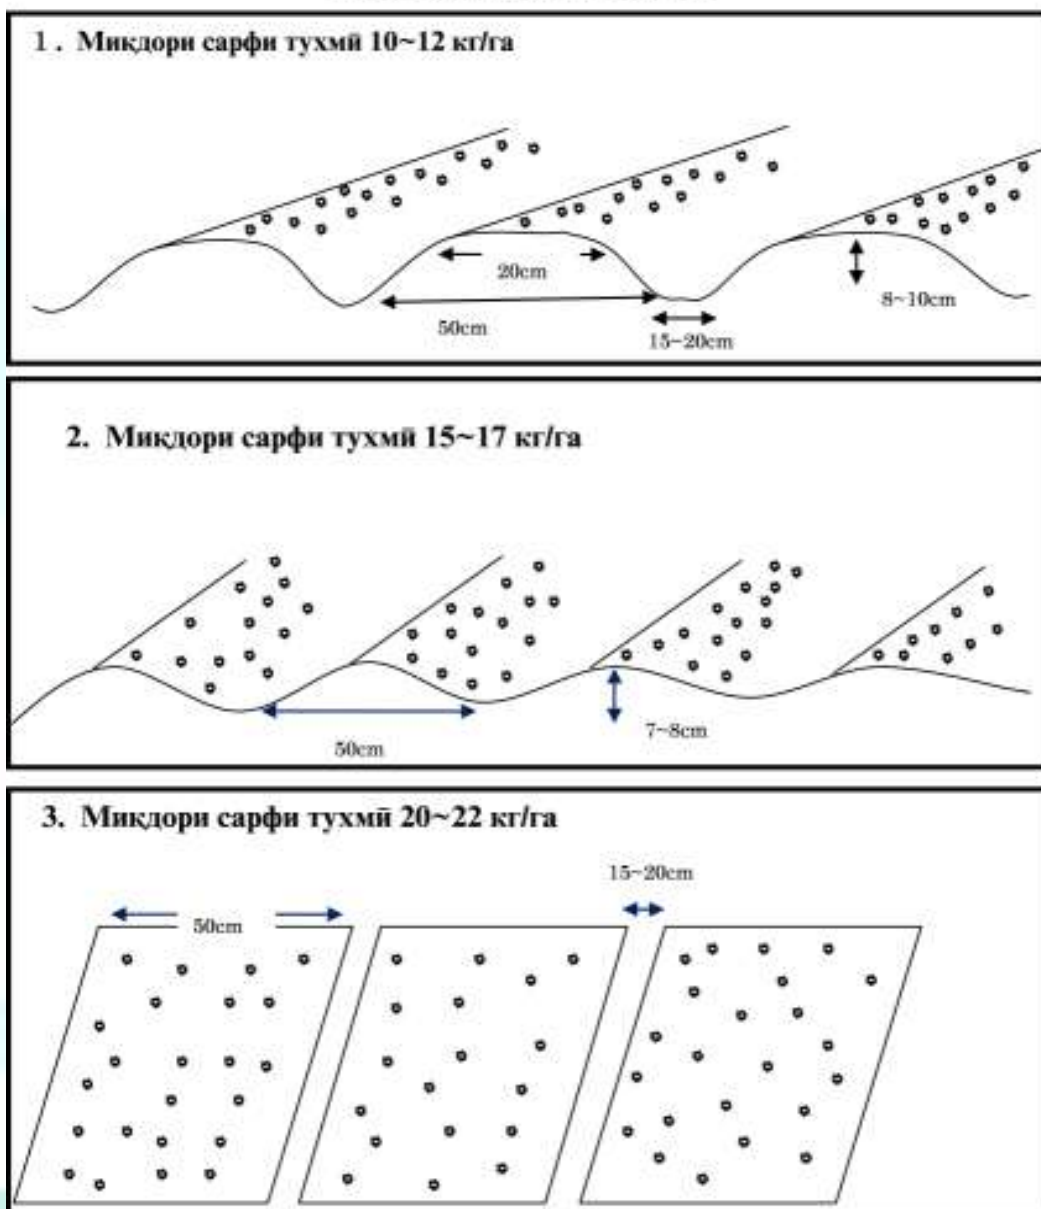 1. Миқдори сарфи тухмӣ 10~12 кг/га
20cm
8~10cm
50cm
15~20cm
2. Миқдори сарфи тухмӣ 15~17 кг/га
7~8cm
50cm
3. Миқдори сарфи тухмӣ 20~22 кг/га
15~20cm
50cm